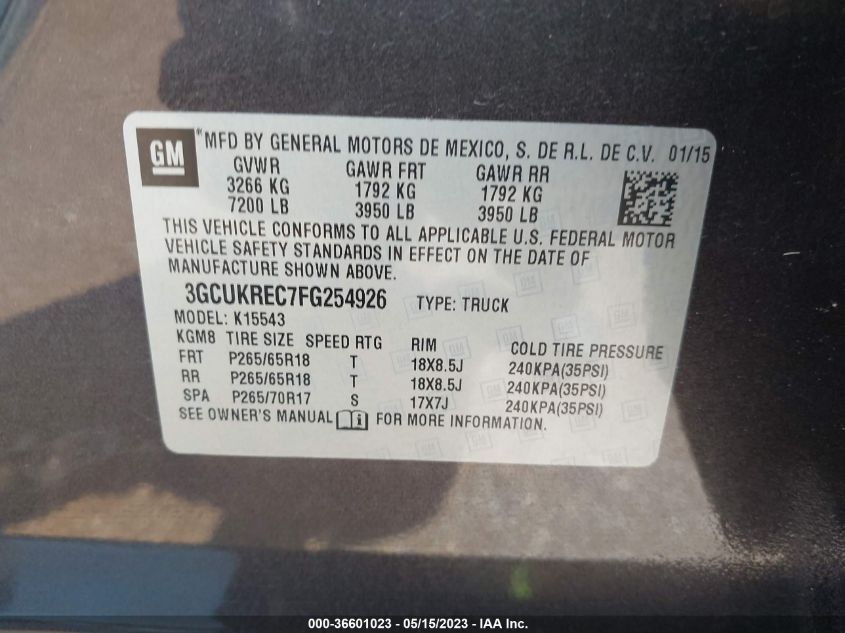 GM *MFD BY GENERAL MOTORS DE MEXICO, S. DE R.L. DE C.V. 01/15
GVWR GAWR FRT GAWR RR
3266 KG 1792 KG 1792 KG
7200 LB 3950 LB 3950 LB
THIS VEHICLE CONFORMS TO ALL APPLICABLE U.S. FEDERAL MOTOR
VEHICLE SAFETY STANDARDS IN EFFECT ON THE DATE OF
MANUFACTURE SHOWN ABOVE.
3GCUKREC7FG254926 TYPE: TRUCK
MODEL: K15543
KGM8 TIRE SIZE SPEED RTG RIM COLD TIRE PRESSURE
FRT P265/65R18 T 18X8.5J 240KPA(35PSI)
RR P265/65R18 T 18X8.5J 240KPA(35PSI)
SPA P265/70R17 S 17X7J 240KPA(35PSI)
SEE OWNER'S MANUAL FOR MORE INFORMATION.
000-36601023 - 05/15/2023 - IAA Inc.